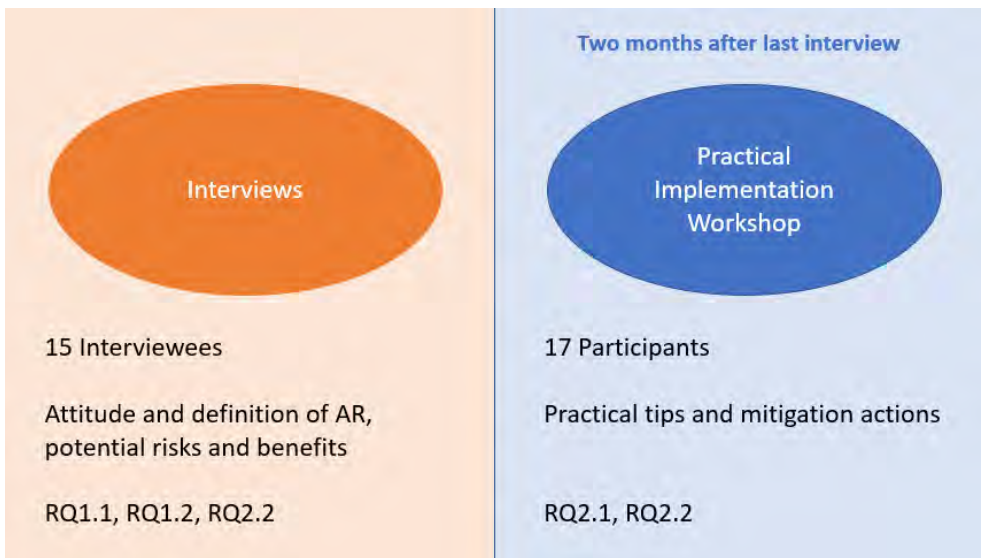 Interviews
15 Interviewees
Attitude and definition of AR,
potential risks and benefits
RQ1.1, RQ1.2, RQ2.2
Two months after last interview
Practical
Implementation
Workshop
17 Participants
Practical tips and mitigation actions
RQ2.1, RQ2.2